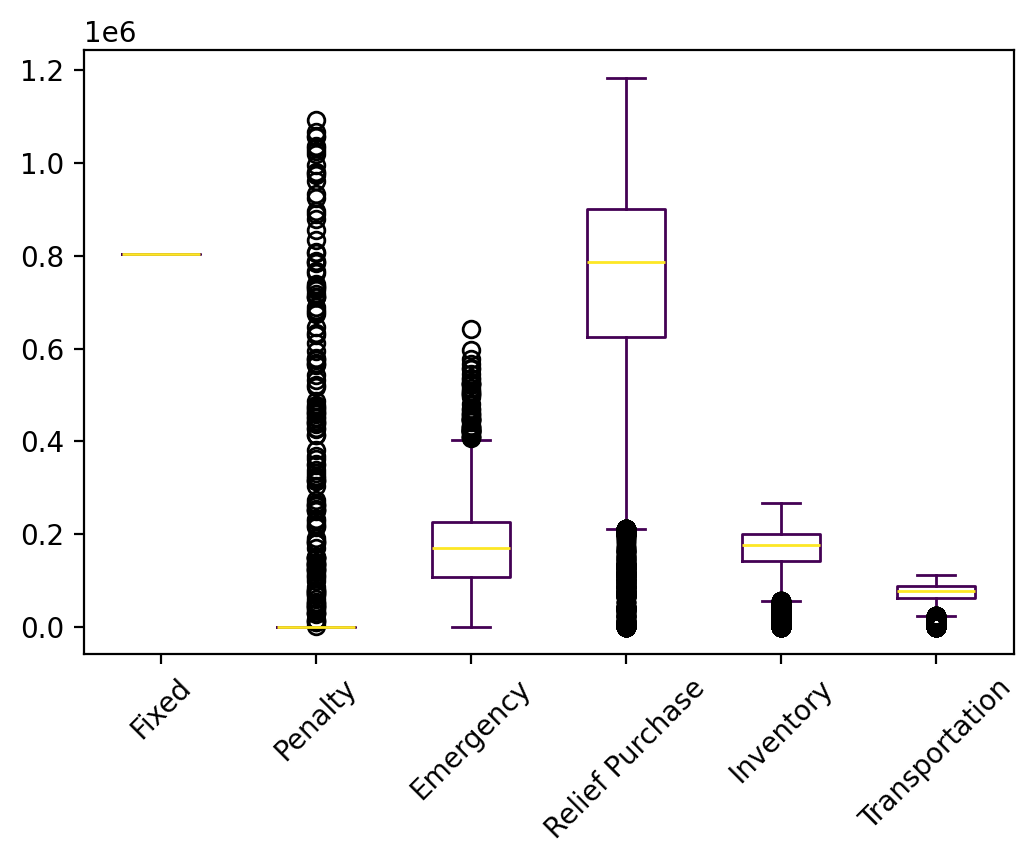 1e6
1.2
1.0
0.8
0.6
0.4
0.2
0.0
Fixed
Penalty
Emergency
Relief Purchase
Inventory
Transportation